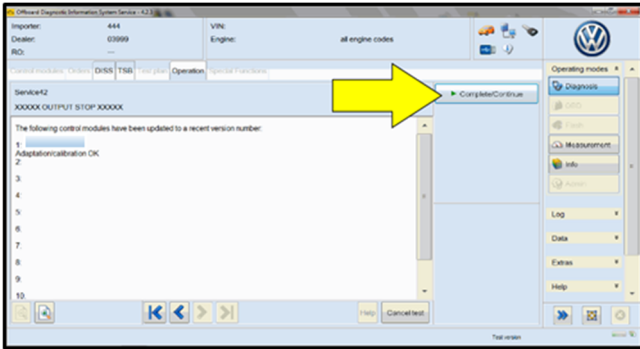 Offboard Diagnostic Information System Service - 4.2.3
Importer: 444 VIN:
Dealer: 03999 Engine: all engine codes
RO: ---
Control modules Orders DISS TSB Test plan Operation Special Functions
Service42
XXXXX OUTPUT STOP XXXXX
The following control modules have been updated to a recent version number:
1:
Adaptation/calibration OK
2:
3:
4:
5:
6:
7:
8:
9:
10:
Complete/Continue
Help
Cancel test
Operating modes
Diagnosis
OBD
Flash
Measurement
Info
Admin
Log
Data
Extras
Help
Test version